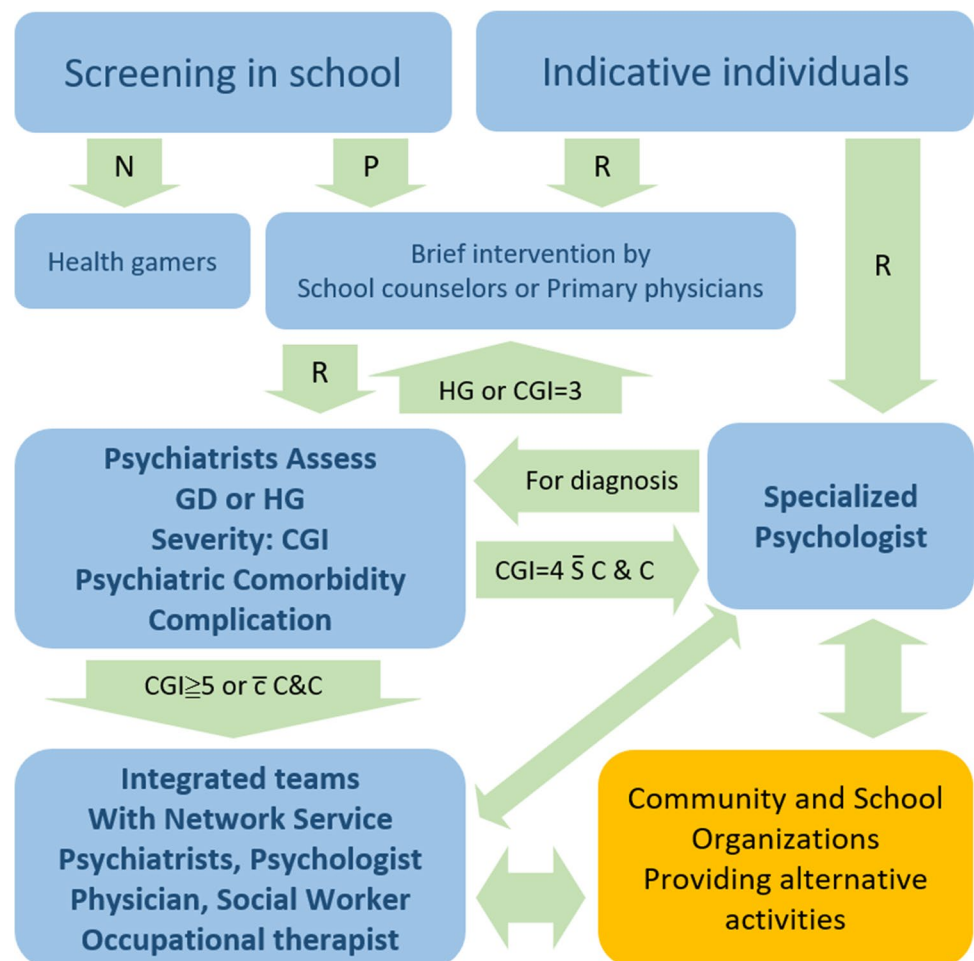 Screening in school
Indicative individuals
N
P
R
R
Health gamers
Brief intervention by
School counselors or Primary physicians
R
HG or CGI=3
Psychiatrists Assess
GD or HG
Severity: CGI
Psychiatric Comorbidity
Complication
For diagnosis
CGI=4 S̄ C & C
Specialized
Psychologist
CGI≧5 or c̄ C&C
Integrated teams
With Network Service
Psychiatrists, Psychologist
Physician, Social Worker
Occupational therapist
Community and School
Organizations
Providing alternative
activities